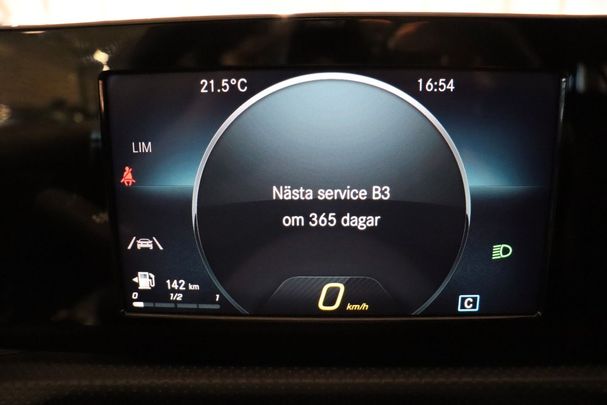 21.5°C
16:54
LIM
Nästa service B3
om 365 dagar
142 km
0 1/2 1
0 km/h
C